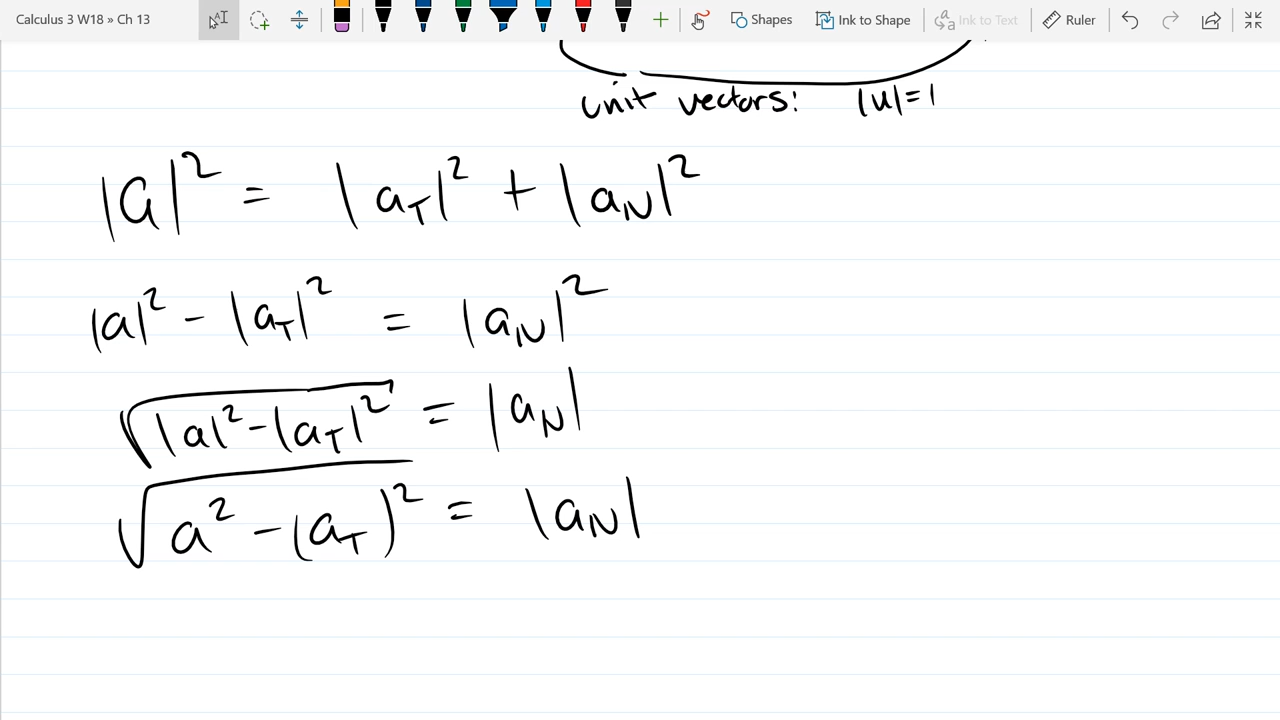 Calculus 3 W18 » Ch 13
Shapes Ink to Shape Ink to Text Ruler
unit vectors: |u|=1
|a|² = |a_T|² + |a_N|²
|a|² - |a_T|² = |a_N|²
√(|a|² - |a_T|²) = |a_N|
√(a² - (a_T)²) = |a_N|